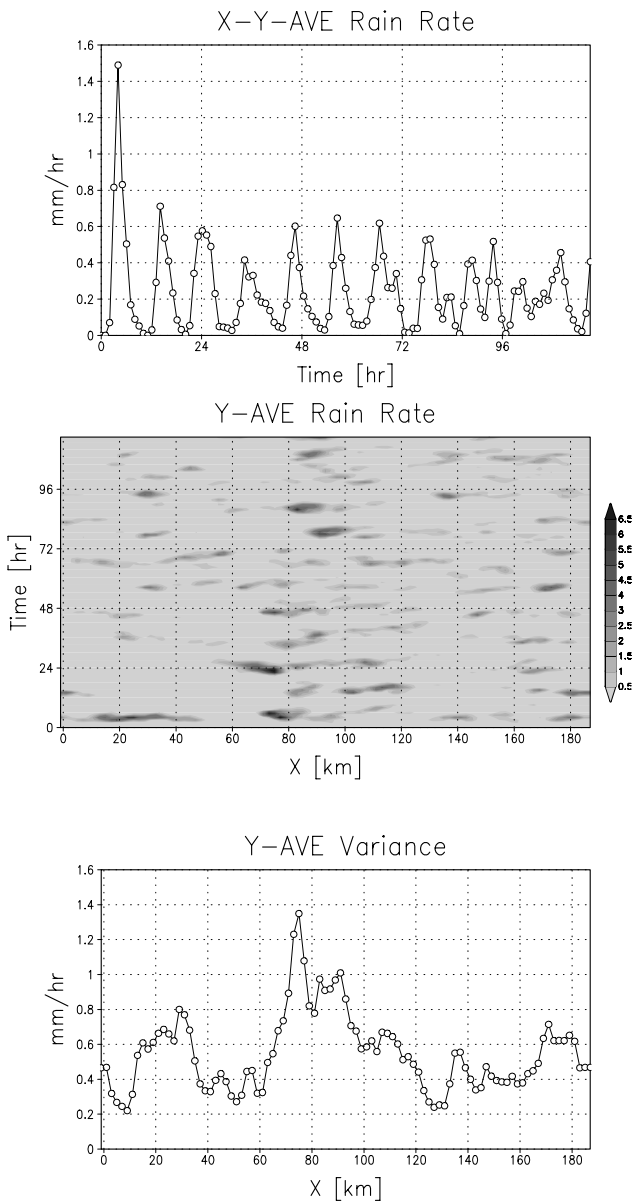 X-Y-AVE Rain Rate
1.6
1.4
1.2
1
0.8
0.6
0.4
0.2
0
mm/hr
0 24 48 72 96
Time [hr]
Y-AVE Rain Rate
96
72
48
24
0
Time [hr]
0 20 40 60 80 100 120 140 160 180
X [km]
6.5
6
5.5
5
4.5
4
3
2.5
2
1.5
1
0.5
Y-AVE Variance
1.6
1.4
1.2
1
0.8
0.6
0.4
0.2
0
mm/hr
0 20 40 60 80 100 120 140 160 180
X [km]